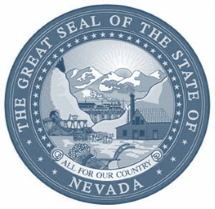 THE GREAT SEAL OF THE STATE OF
NEVADA
ALL FOR OUR COUNTRY